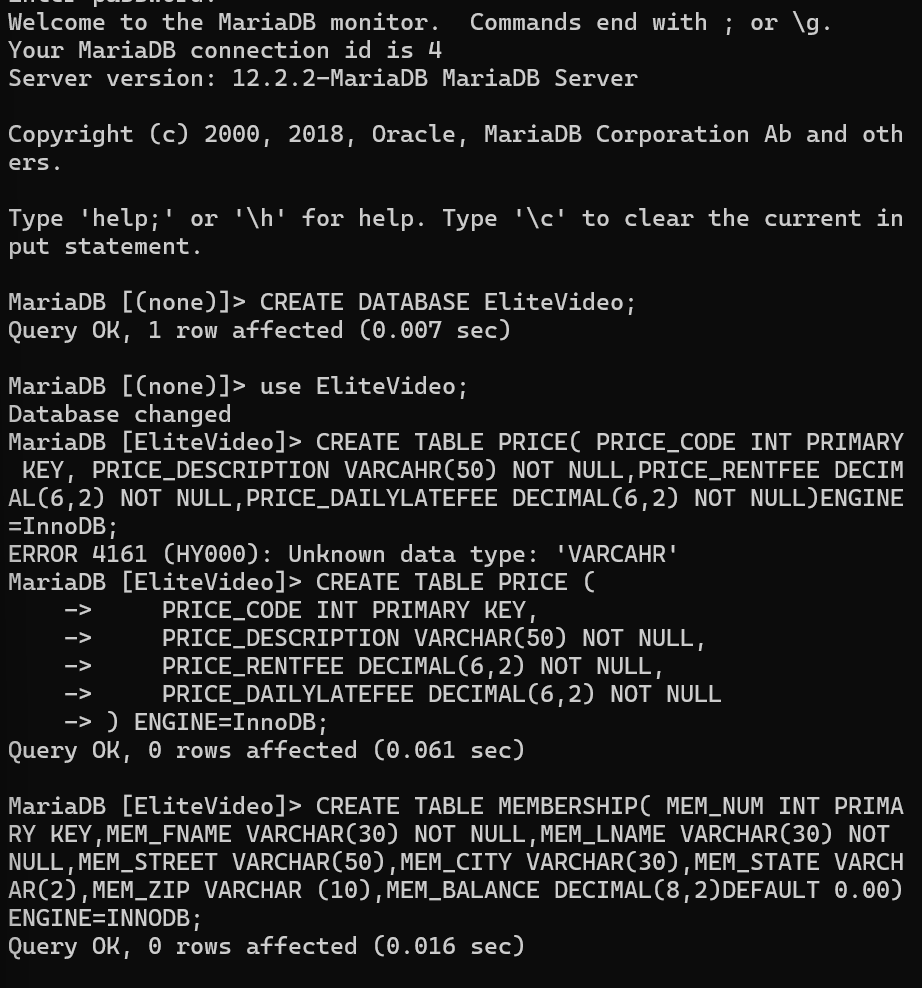 Enter password:
Welcome to the MariaDB monitor.  Commands end with ; or \g.
Your MariaDB connection id is 4
Server version: 12.2.2-MariaDB MariaDB Server

Copyright (c) 2000, 2018, Oracle, MariaDB Corporation Ab and oth
ers.

Type 'help;' or '\h' for help. Type '\c' to clear the current in
put statement.

MariaDB [(none)]> CREATE DATABASE EliteVideo;
Query OK, 1 row affected (0.007 sec)

MariaDB [(none)]> use EliteVideo;
Database changed
MariaDB [EliteVideo]> CREATE TABLE PRICE( PRICE_CODE INT PRIMARY
 KEY, PRICE_DESCRIPTION VARCAHR(50) NOT NULL,PRICE_RENTFEE DECIM
AL(6,2) NOT NULL,PRICE_DAILYLATEFEE DECIMAL(6,2) NOT NULL)ENGINE
=InnoDB;
ERROR 4161 (HY000): Unknown data type: 'VARCAHR'
MariaDB [EliteVideo]> CREATE TABLE PRICE (
    ->     PRICE_CODE INT PRIMARY KEY,
    ->     PRICE_DESCRIPTION VARCHAR(50) NOT NULL,
    ->     PRICE_RENTFEE DECIMAL(6,2) NOT NULL,
    ->     PRICE_DAILYLATEFEE DECIMAL(6,2) NOT NULL
    -> ) ENGINE=InnoDB;
Query OK, 0 rows affected (0.061 sec)

MariaDB [EliteVideo]> CREATE TABLE MEMBERSHIP( MEM_NUM INT PRIMA
RY KEY,MEM_FNAME VARCHAR(30) NOT NULL,MEM_LNAME VARCHAR(30) NOT 
NULL,MEM_STREET VARCHAR(50),MEM_CITY VARCHAR(30),MEM_STATE VARCH
AR(2),MEM_ZIP VARCHAR (10),MEM_BALANCE DECIMAL(8,2)DEFAULT 0.00)
ENGINE=INNODB;
Query OK, 0 rows affected (0.016 sec)